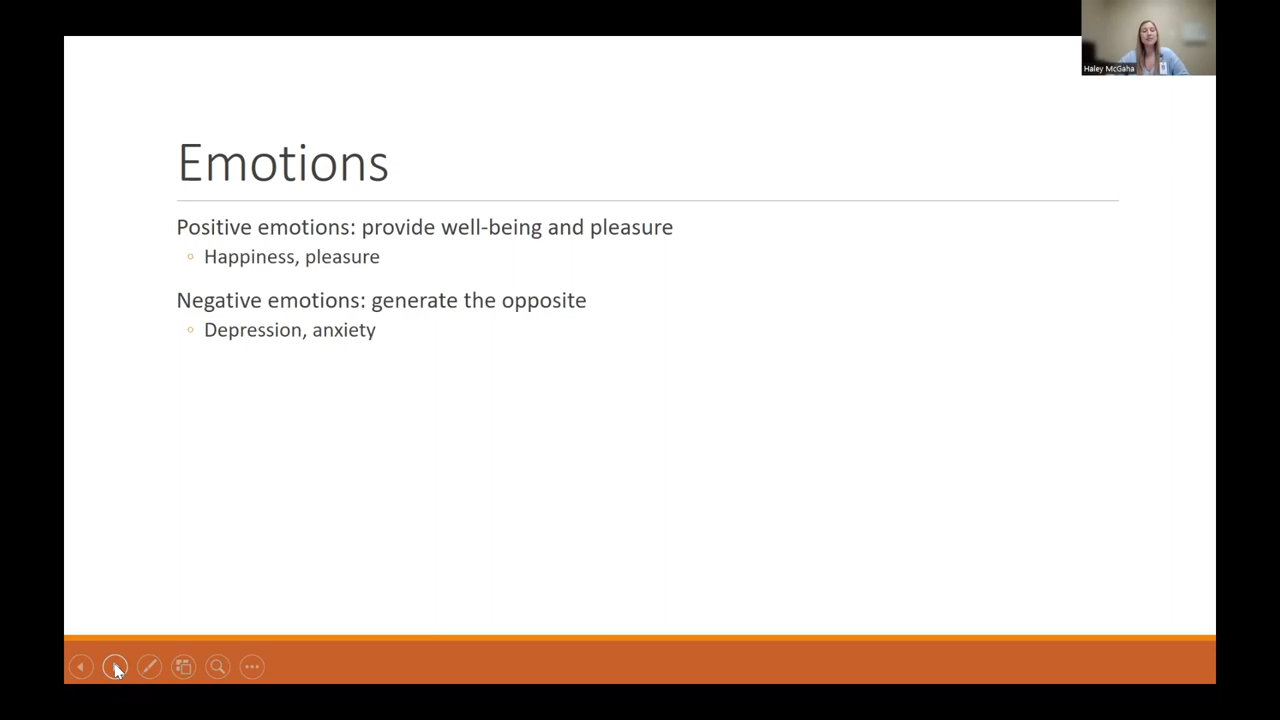 Haley McGaha
Emotions
Positive emotions: provide well-being and pleasure
Happiness, pleasure
Negative emotions: generate the opposite
Depression, anxiety